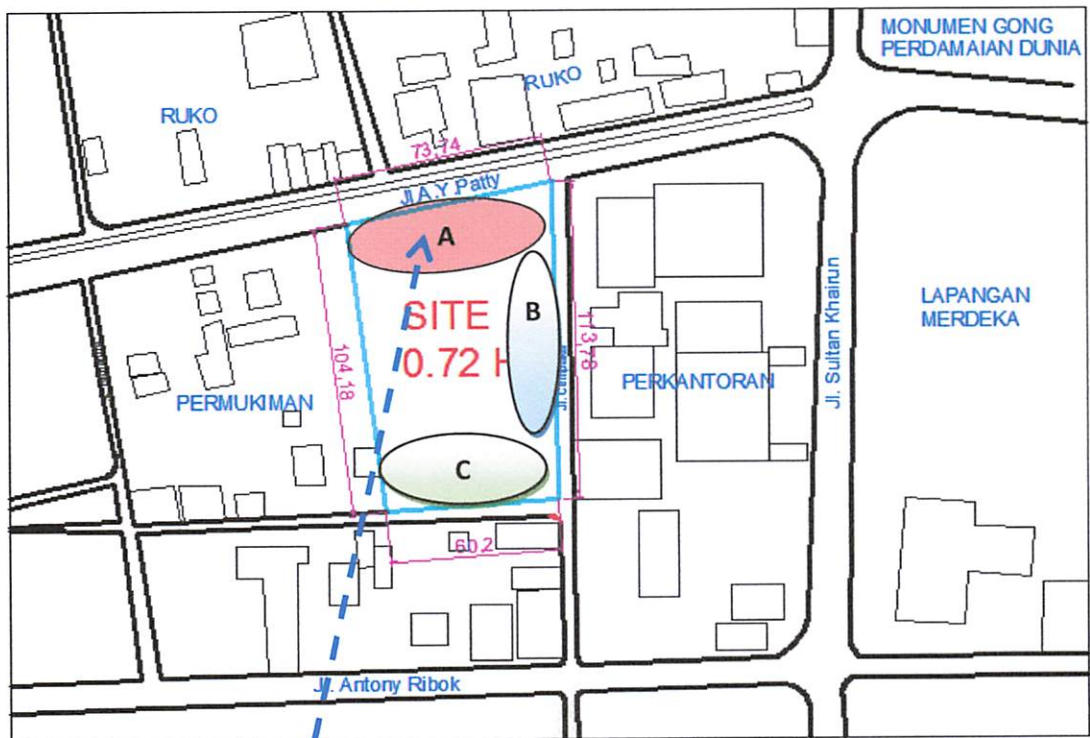 MONUMEN GONG
PERDAMAIAN DUNIA
RUKO
RUKO
73,74
Jl.A.Y.Patty
A
B
SITE
0.72 H
104,18
113,78
PERMUKIMAN
PERKANTORAN
Jl. Sultan Khairun
LAPANGAN
MERDEKA
C
60,2
Antony Ribok